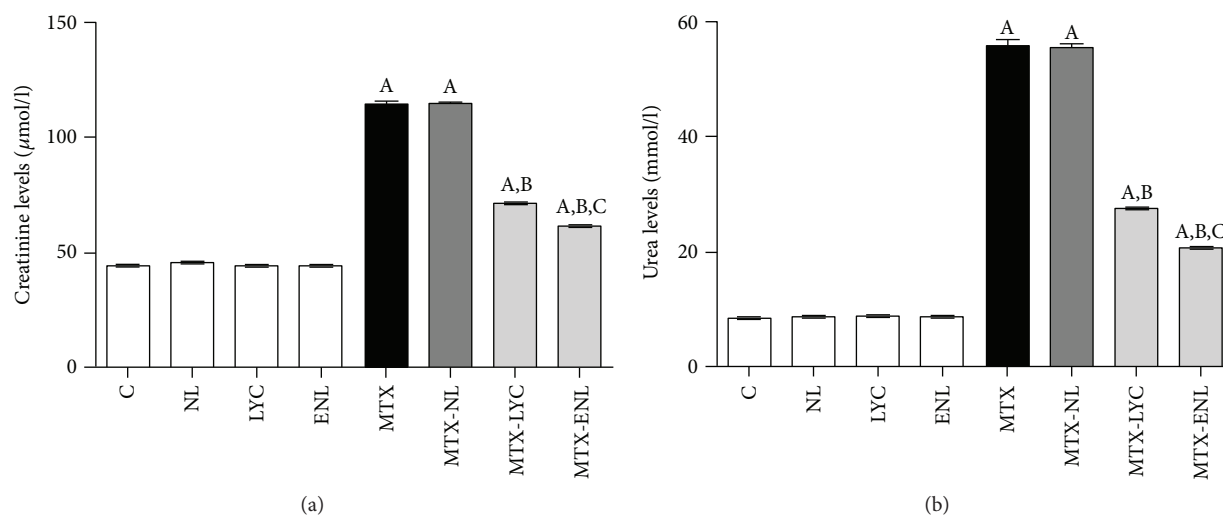 Creatinine levels (μmol/l)
150
100
50
0
A
A
A,B
A,B,C
C
NL
LYC
ENL
MTX
MTX-NL
MTX-LYC
MTX-ENL
(a)
Urea levels (mmol/l)
60
40
20
0
A
A
A,B
A,B,C
C
NL
LYC
ENL
MTX
MTX-NL
MTX-LYC
MTX-ENL
(b)